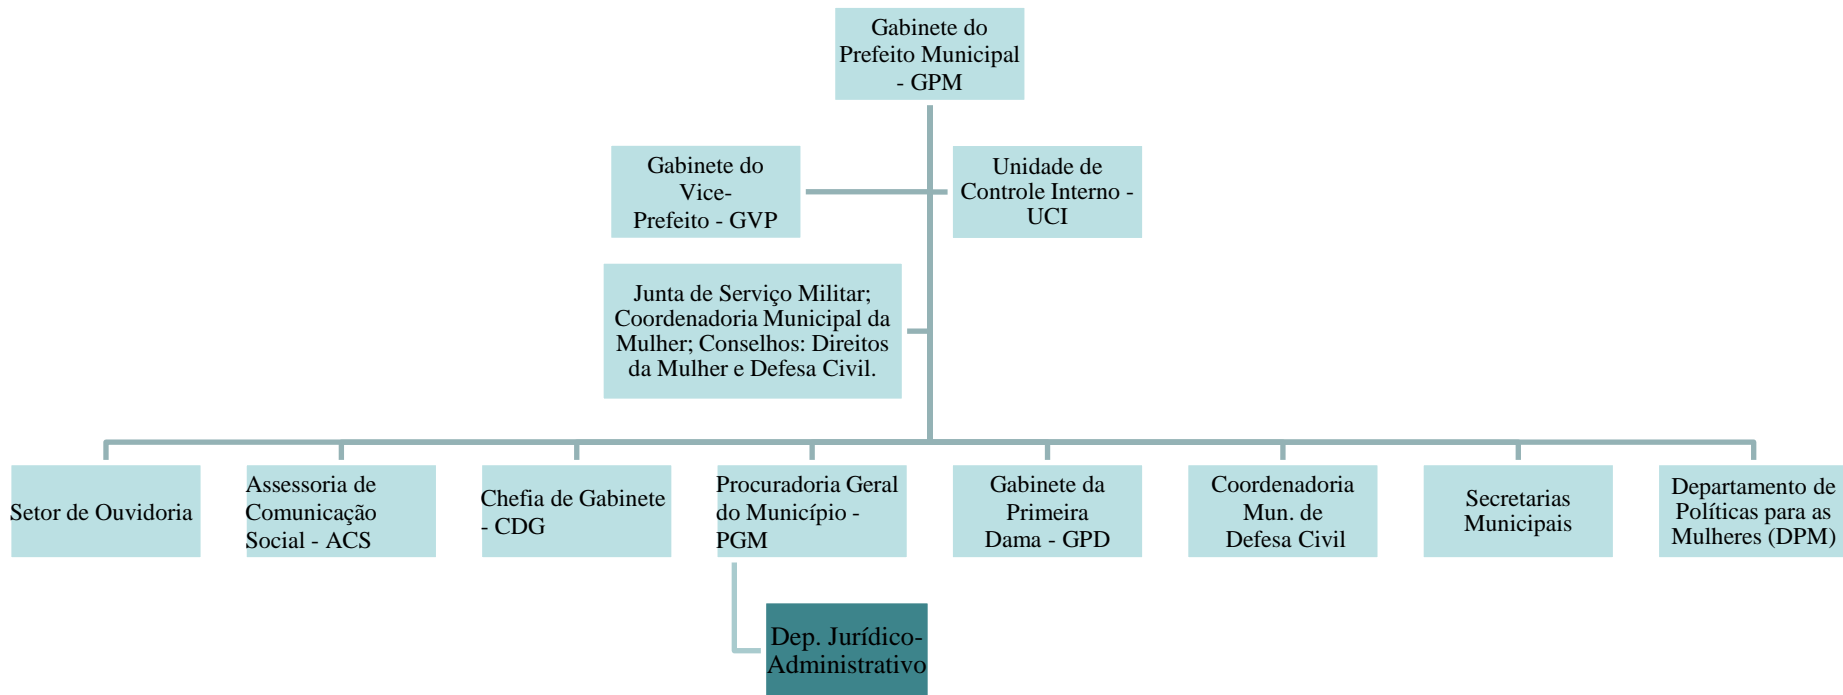 Gabinete do
Prefeito Municipal
- GPM
Gabinete do
Vice-
Prefeito - GVP
Unidade de
Controle Interno -
UCI
Junta de Serviço Militar;
Coordenadoria Municipal da
Mulher; Conselhos: Direitos
da Mulher e Defesa Civil.
Setor de Ouvidoria
Assessoria de
Comunicação
Social - ACS
Chefia de Gabinete
- CDG
Procuradoria Geral
do Município -
PGM
Gabinete da
Primeira
Dama - GPD
Coordenadoria
Mun. de
Defesa Civil
Secretarias
Municipais
Departamento de
Políticas para as
Mulheres (DPM)
Dep. Jurídico-
Administrativo